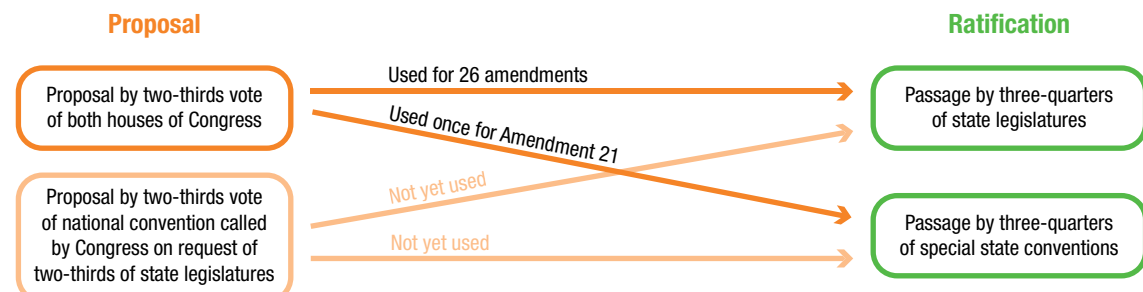 Proposal
Ratification
Used for 26 amendments
Proposal by two-thirds vote
of both houses of Congress
Passage by three-quarters
of state legislatures
Used once for Amendment 21
Proposal by two-thirds vote
of national convention called
by Congress on request of
two-thirds of state legislatures
Not yet used
Not yet used
Passage by three-quarters
of special state conventions